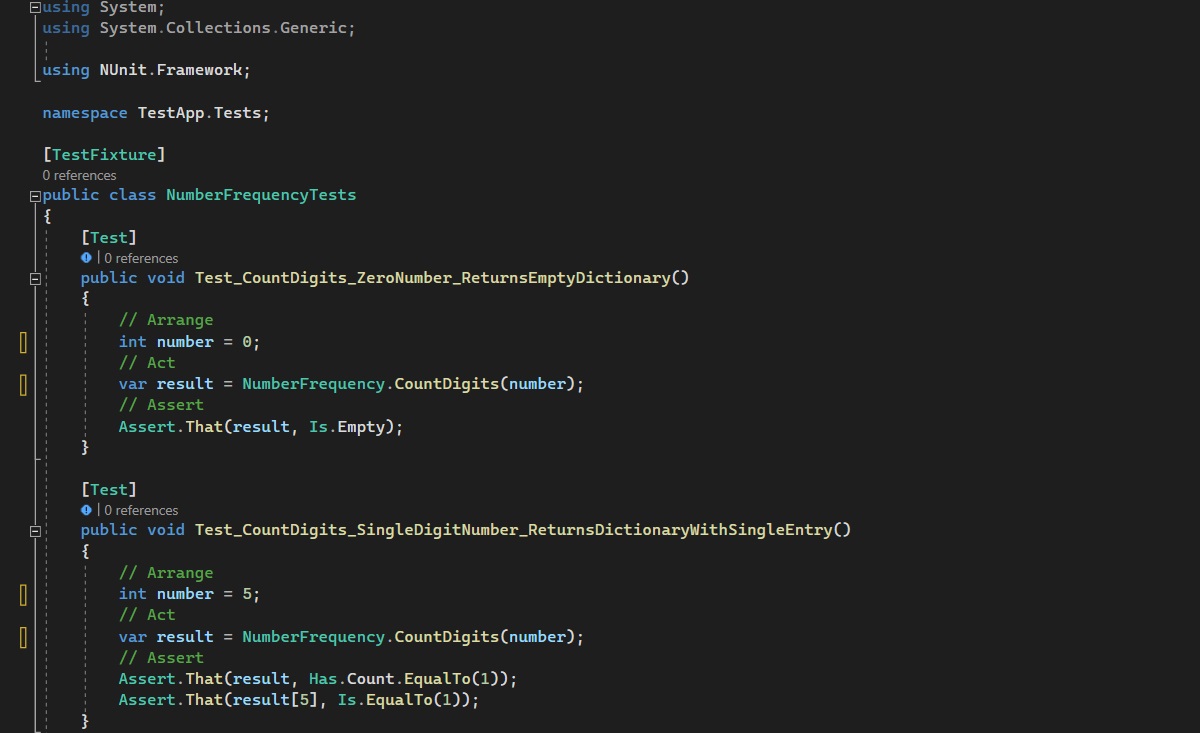 using System;
using System.Collections.Generic;
using NUnit.Framework;
namespace TestApp.Tests;
[TestFixture]
0 references
public class NumberFrequencyTests
{
[Test]
0 references
public void Test_CountDigits_ZeroNumber_ReturnsEmptyDictionary()
{
// Arrange
int number = 0;
// Act
var result = NumberFrequency.CountDigits(number);
// Assert
Assert.That(result, Is.Empty);
}
[Test]
0 references
public void Test_CountDigits_SingleDigitNumber_ReturnsDictionaryWithSingleEntry()
{
// Arrange
int number = 5;
// Act
var result = NumberFrequency.CountDigits(number);
// Assert
Assert.That(result, Has.Count.EqualTo(1));
Assert.That(result[5], Is.EqualTo(1));
}